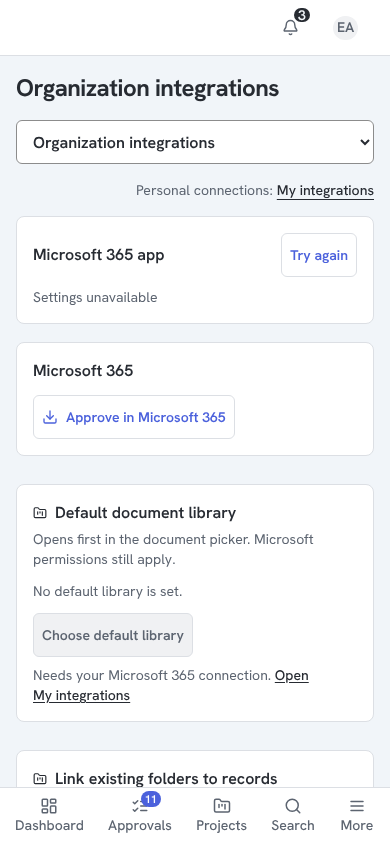 3
EA
Organization integrations
Organization integrations
Personal connections: My integrations
Microsoft 365 app
Try again
Settings unavailable
Microsoft 365
Approve in Microsoft 365
Default document library
Opens first in the document picker. Microsoft
permissions still apply.
No default library is set.
Choose default library
Needs your Microsoft 365 connection. Open
My integrations
Link existing folders to records
11
Dashboard Approvals Projects Search More